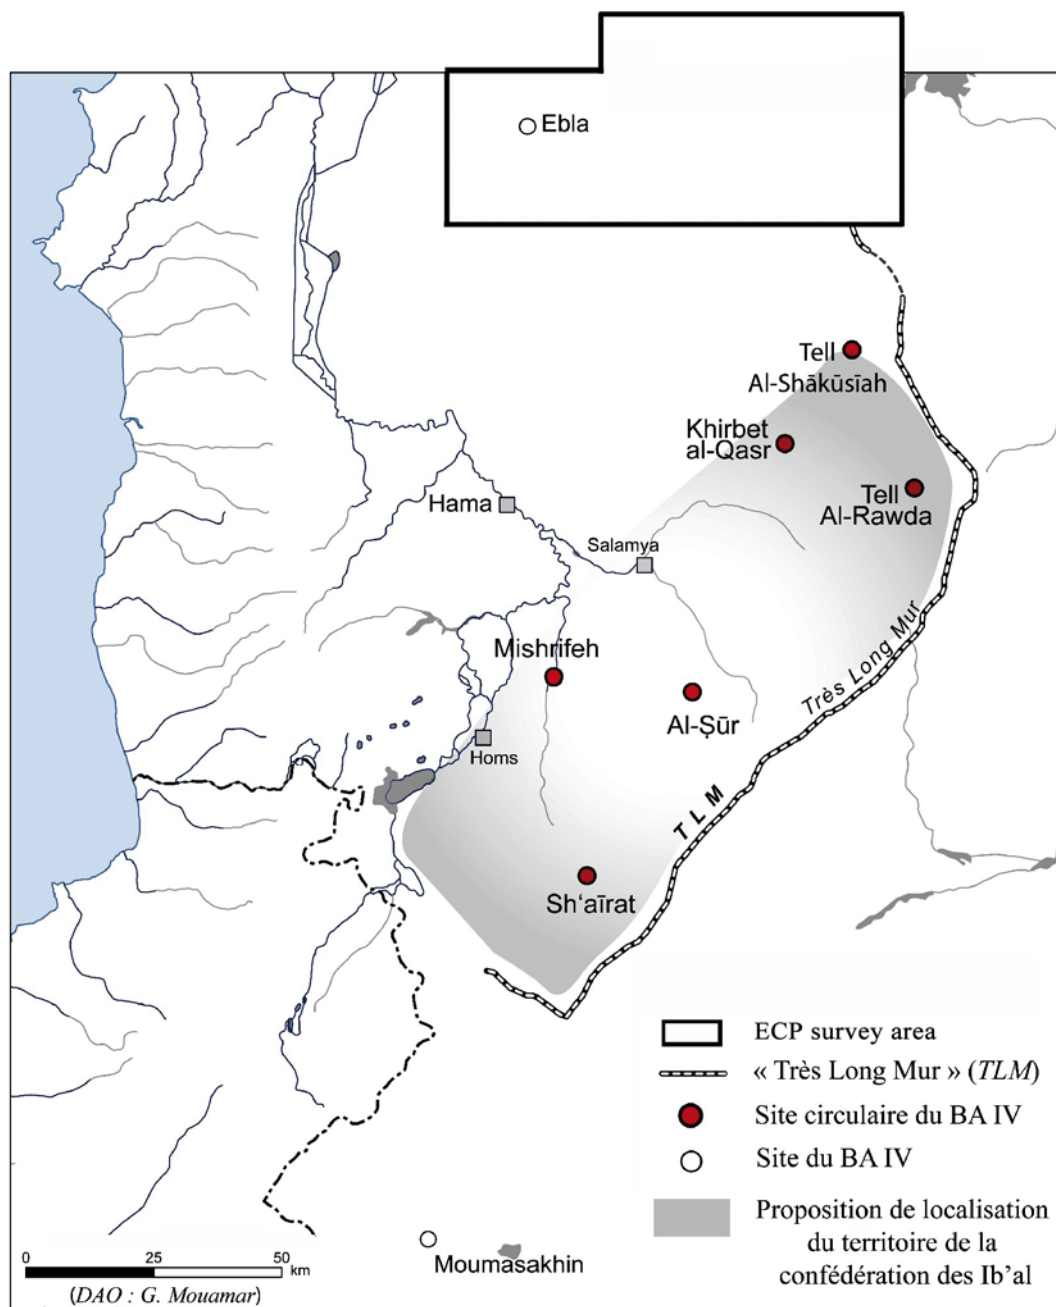 Ebla
Tell
Al-Shākūsīah
Khirbet
al-Qasr
Tell
Al-Rawda
Hama
Salamya
Mishrifeh
Très Long Mur
Al-Ṣūr
Homs
TLM
Sh‘aīrat
ECP survey area
« Très Long Mur » (TLM)
Site circulaire du BA IV
Site du BA IV
Proposition de localisation
du territoire de la
confédération des Ib’al
Moumasakhin
0 25 50
km
(DAO : G. Mouamar)